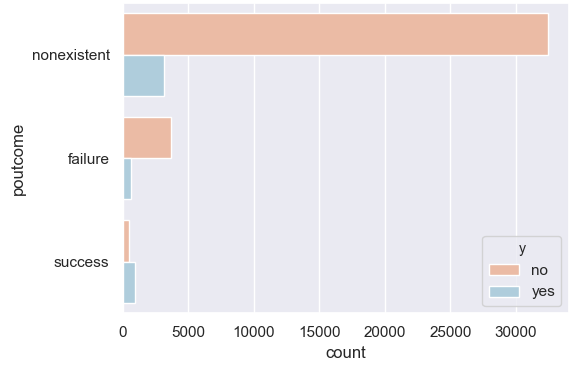 poutcome
nonexistent
failure
success
y
no
yes
0 5000 10000 15000 20000 25000 30000
count